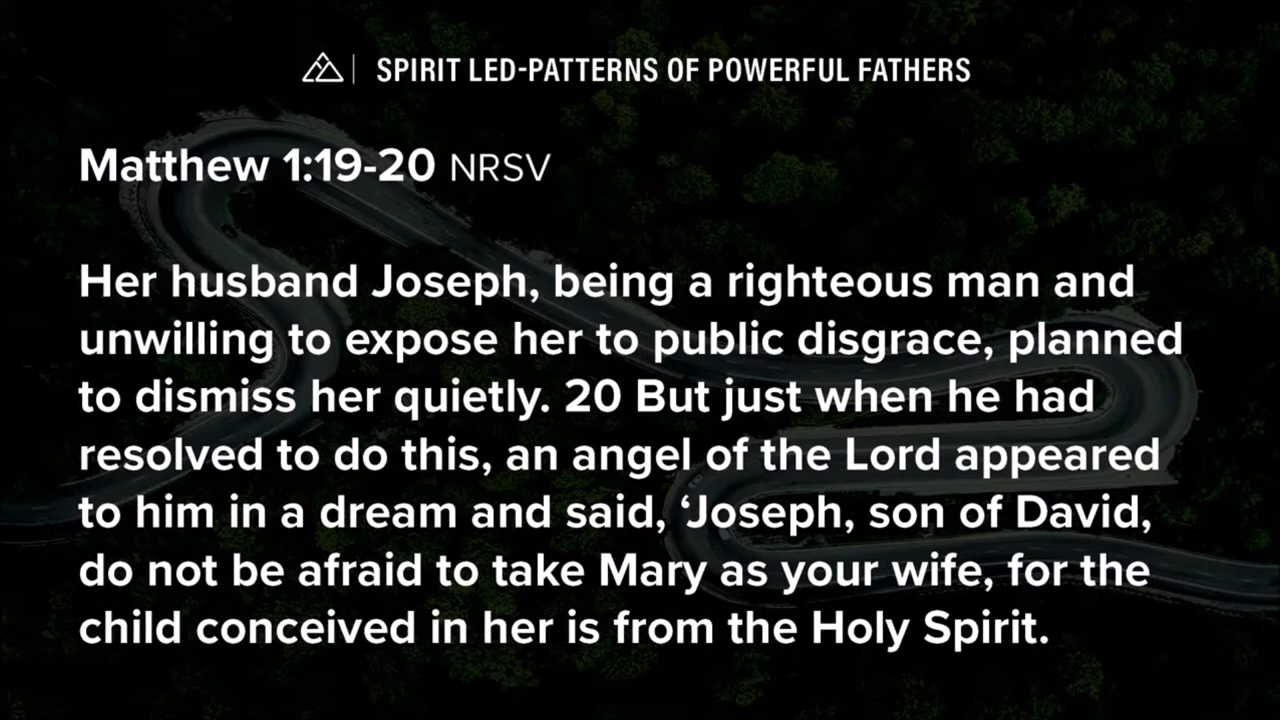 SPIRIT LED-PATTERNS OF POWERFUL FATHERS
Matthew 1:19-20 NRSV
Her husband Joseph, being a righteous man and
unwilling to expose her to public disgrace, planned
to dismiss her quietly. 20 But just when he had
resolved to do this, an angel of the Lord appeared
to him in a dream and said, ‘Joseph, son of David,
do not be afraid to take Mary as your wife, for the
child conceived in her is from the Holy Spirit.